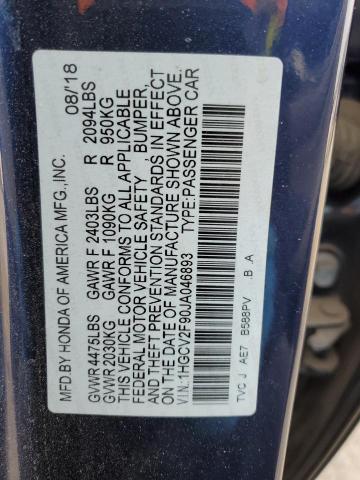 MFD.BY HONDA OF AMERICA MFG.,INC. 08/'18
GVWR 4475LBS GAWR F 2403LBS R 2094LBS
GVWR 2030KG GAWR F 1090KG R 950KG
THIS VEHICLE CONFORMS TO ALL APPLICABLE
FEDERAL MOTOR VEHICLE SAFETY , BUMPER,
AND THEFT PREVENTION STANDARDS IN EFFECT
ON THE DATE OF MANUFACTURE SHOWN ABOVE.
V.I.N.:1HGCV2F90JA046893 TYPE:PASSENGER CAR
TVC J AE7 B588PV .B .A